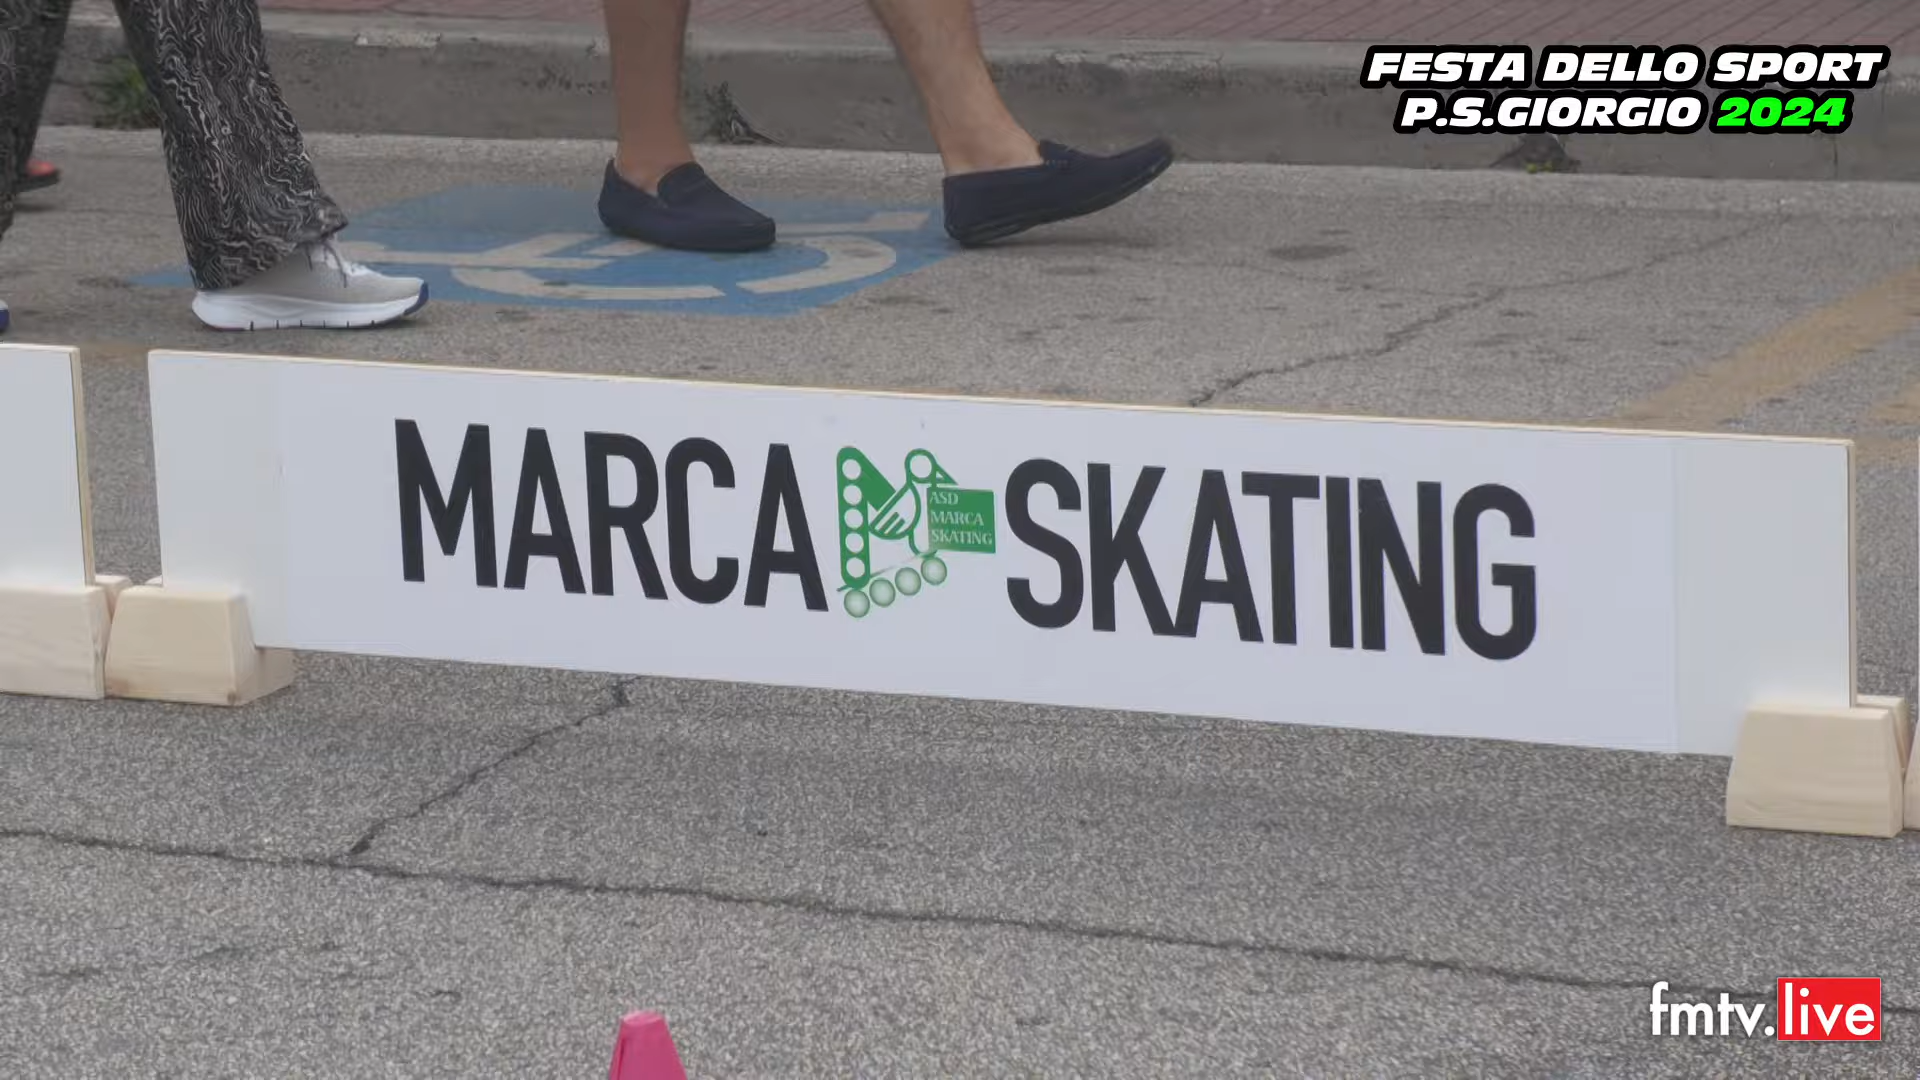 FESTA DELLO SPORT
P.S.GIORGIO 2024
MARCA SKATING
ASD
MARCA
SKATING
fmtv.live